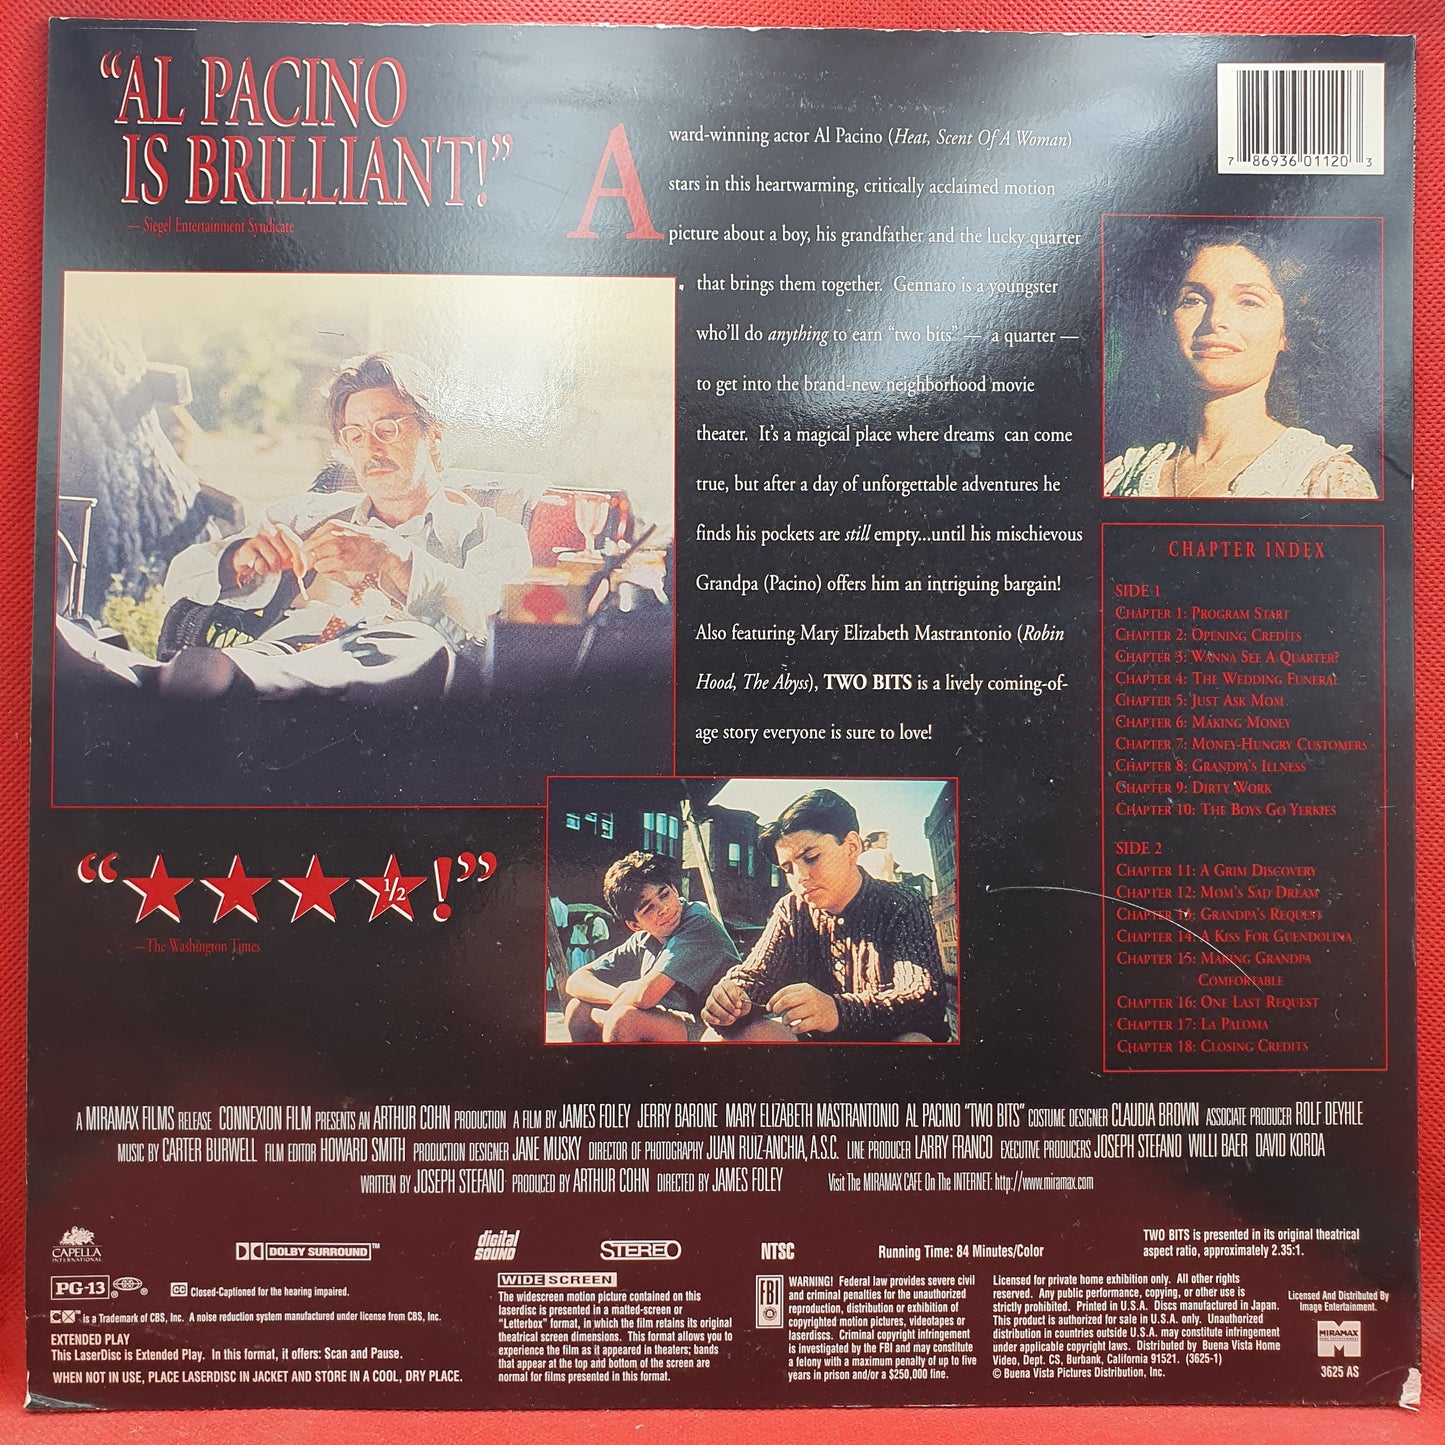 “AL PACINO
IS BRILLIANT!”
— Siegel Entertainment Syndicate
Award-winning actor Al Pacino (Heat, Scent Of A Woman)
stars in this heartwarming, critically acclaimed motion
picture about a boy, his grandfather and the lucky quarter
that brings them together. Gennaro is a youngster
who'll do anything to earn “two bits” — a quarter —
to get into the brand-new neighborhood movie
theater. It's a magical place where dreams can come
true, but after a day of unforgettable adventures he
finds his pockets are still empty...until his mischievous
Grandpa (Pacino) offers him an intriguing bargain!
Also featuring Mary Elizabeth Mastrantonio (Robin
Hood, The Abyss), TWO BITS is a lively coming-of-
age story everyone is sure to love!
7 86936 01120 3
CHAPTER INDEX
SIDE 1
CHAPTER 1: PROGRAM START
CHAPTER 2: OPENING CREDITS
CHAPTER 3: WANNA SEE A QUARTER?
CHAPTER 4: THE WEDDING FUNERAL
CHAPTER 5: JUST ASK MOM
CHAPTER 6: MAKING MONEY
CHAPTER 7: MONEY-HUNGRY CUSTOMERS
CHAPTER 8: GRANDPA'S ILLNESS
CHAPTER 9: DIRTY WORK
CHAPTER 10: THE BOYS GO YERKIES
SIDE 2
CHAPTER 11: A GRIM DISCOVERY
CHAPTER 12: MOM'S SAD DREAM
CHAPTER 13: GRANDPA'S REQUEST
CHAPTER 14: A KISS FOR GUENDOLINA
CHAPTER 15: MAKING GRANDPA
COMFORTABLE
CHAPTER 16: ONE LAST REQUEST
CHAPTER 17: LA PALOMA
CHAPTER 18: CLOSING CREDITS
“★★★★1/2!”
—The Washington Times
A MIRAMAX FILMS RELEASE CONNEXION FILM PRESENTS AN ARTHUR COHN PRODUCTION A FILM BY JAMES FOLEY JERRY BARONE MARY ELIZABETH MASTRANTONIO AL PACINO “TWO BITS” COSTUME DESIGNER CLAUDIA BROWN ASSOCIATE PRODUCER ROLF DEYHLE
MUSIC BY CARTER BURWELL FILM EDITOR HOWARD SMITH PRODUCTION DESIGNER JANE MUSKY DIRECTOR OF PHOTOGRAPHY JUAN RUIZ-ANCHIA, A.S.C. LINE PRODUCER LARRY FRANCO EXECUTIVE PRODUCERS JOSEPH STEFANO WILLI BAER DAVID KORDA
WRITTEN BY JOSEPH STEFANO PRODUCED BY ARTHUR COHN DIRECTED BY JAMES FOLEY Visit The MIRAMAX CAFE On The INTERNET: http://www.miramax.com
CAPELLA
INTERNATIONAL
DOLBY SURROUND™
digital
SOUND
STEREO
NTSC
Running Time: 84 Minutes/Color
TWO BITS is presented in its original theatrical
aspect ratio, approximately 2.35:1.
PG-13 ® ®
CC Closed-Captioned for the hearing impaired.
CX™ is a Trademark of CBS, Inc. A noise reduction system manufactured under license from CBS, Inc.
EXTENDED PLAY
This LaserDisc is Extended Play. In this format, it offers: Scan and Pause.
WHEN NOT IN USE, PLACE LASERDISC IN JACKET AND STORE IN A COOL, DRY PLACE.
WIDE SCREEN
The widescreen motion picture contained on this
laserdisc is presented in a matted-screen or
“Letterbox” format, in which the film retains its original
theatrical screen dimensions. This format allows you to
experience the film as it appeared in theaters; bands
that appear at the top and bottom of the screen are
normal for films presented in this format.
FBI
WARNING! Federal law provides severe civil
and criminal penalties for the unauthorized
reproduction, distribution or exhibition of
copyrighted motion pictures, videotapes or
laserdiscs. Criminal copyright infringement
is investigated by the FBI and may constitute
a felony with a maximum penalty of up to five
years in prison and/or a $250,000 fine.
Licensed for private home exhibition only. All other rights
reserved. Any public performance, copying, or other use is
strictly prohibited. Printed in U.S.A. Discs manufactured in Japan.
This product is authorized for sale in U.S.A. only. Unauthorized
distribution in countries outside U.S.A. may constitute infringement
under applicable copyright laws. Distributed by Buena Vista Home
Video, Dept. CS, Burbank, California 91521. (3625-1)
© Buena Vista Pictures Distribution, Inc.
Licensed And Distributed By
Image Entertainment.
MIRAMAX
HOME ENTERTAINMENT
3625 AS